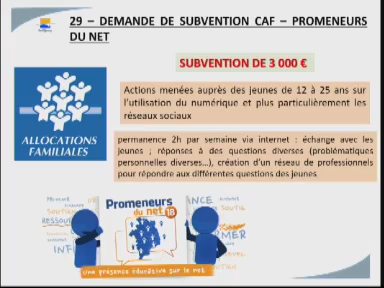 29 – DEMANDE DE SUBVENTION CAF – PROMENEURS
DU NET
SUBVENTION DE 3 000 €
Actions menées auprès des jeunes de 12 à 25 ans sur
l'utilisation du numérique et plus particulièrement les
réseaux sociaux
ALLOCATIONS
FAMILIALES
permanence 2h par semaine via internet : échange avec les
jeunes ; réponses à des questions diverses (problématiques
personnelles diverses...), création d'un réseau de professionnels
pour répondre aux différentes questions des jeunes
Promeneurs
du net 18
Une présence éducative sur le net